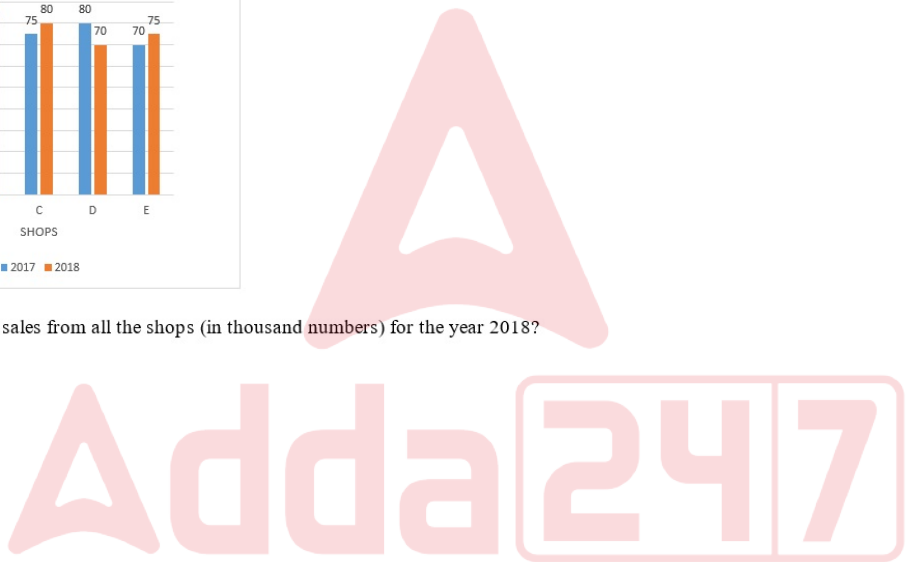 80 80
75 75
70 70
C D E
SHOPS
2017 2018
sales from all the shops (in thousand numbers) for the year 2018?
Adda247